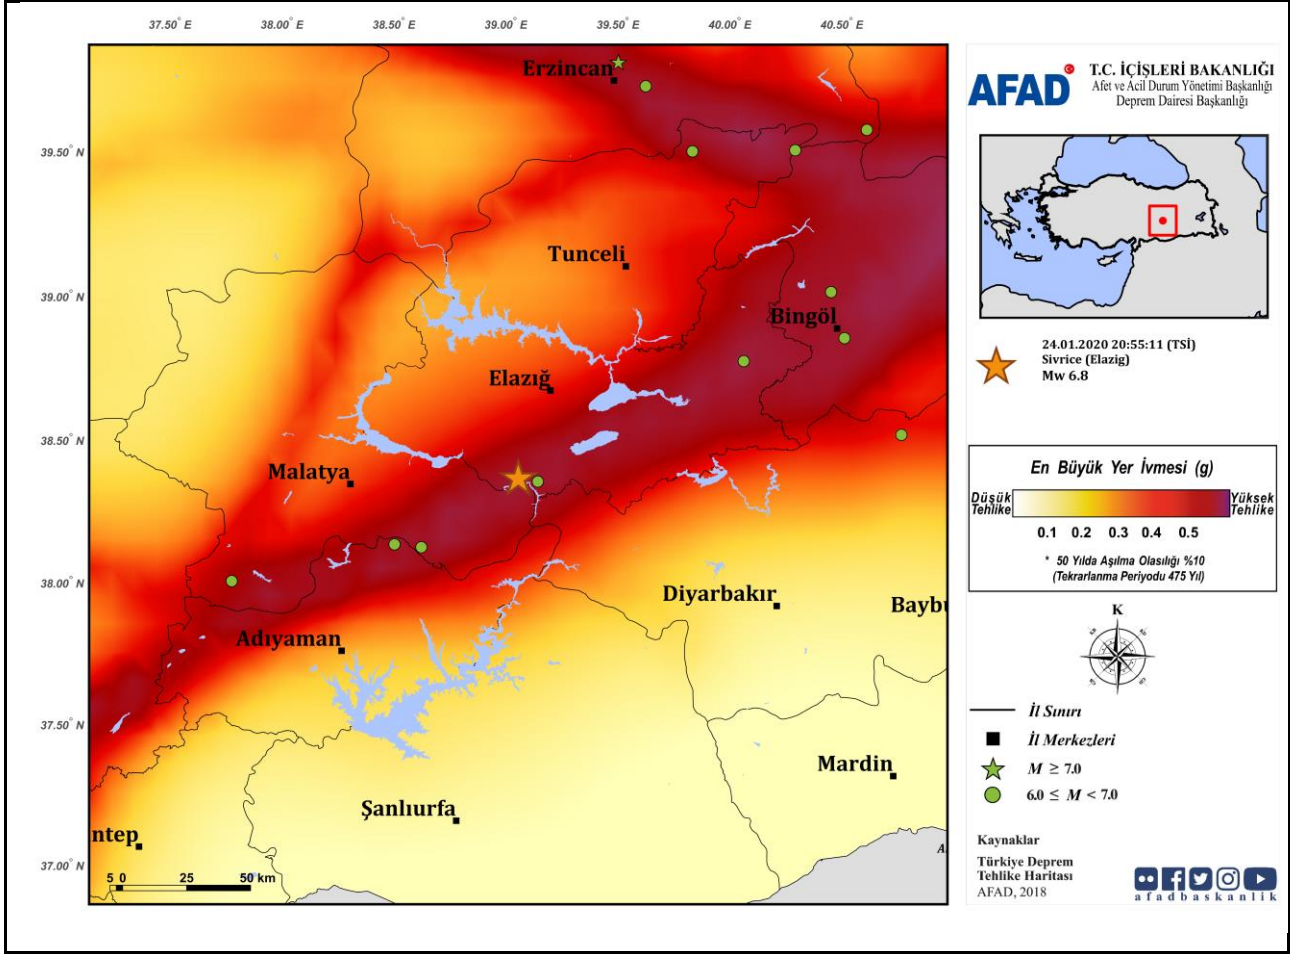 37.50° E 38.00° E 38.50° E 39.00° E 39.50° E 40.00° E 40.50° E
39.50° N
39.00° N
38.50° N
38.00° N
37.50° N
37.00° N
Erzincan
Tunceli
Bingöl
Elazığ
Malatya
Diyarbakır
Baybu
Adıyaman
Mardin
Şanlıurfa
ntep
A
5 0 25 50 km
AFAD
T.C. İÇİŞLERİ BAKANLIĞI
Afet ve Acil Durum Yönetimi Başkanlığı
Deprem Dairesi Başkanlığı
24.01.2020 20:55:11 (TSİ)
Sivrice (Elazig)
Mw 6.8
En Büyük Yer İvmesi (g)
Düşük Tehlike
Yüksek Tehlike
0.1 0.2 0.3 0.4 0.5
* 50 Yılda Aşılma Olasılığı %10
(Tekrarlanma Periyodu 475 Yıl)
K
İl Sınırı
İl Merkezleri
M ≥ 7.0
6.0 ≤ M < 7.0
Kaynaklar
Türkiye Deprem
Tehlike Haritası
AFAD, 2018
afadbaskanlik